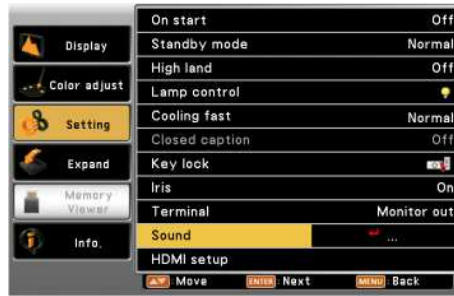 Display
Color adjust
Setting
Expand
Memory
Viewer
Info.
On start Off
Standby mode Normal
High land Off
Lamp control
Cooling fast Normal
Closed caption Off
Key lock
Iris On
Terminal Monitor out
Sound ...
HDMI setup
Move ENTER : Next MENU : Back